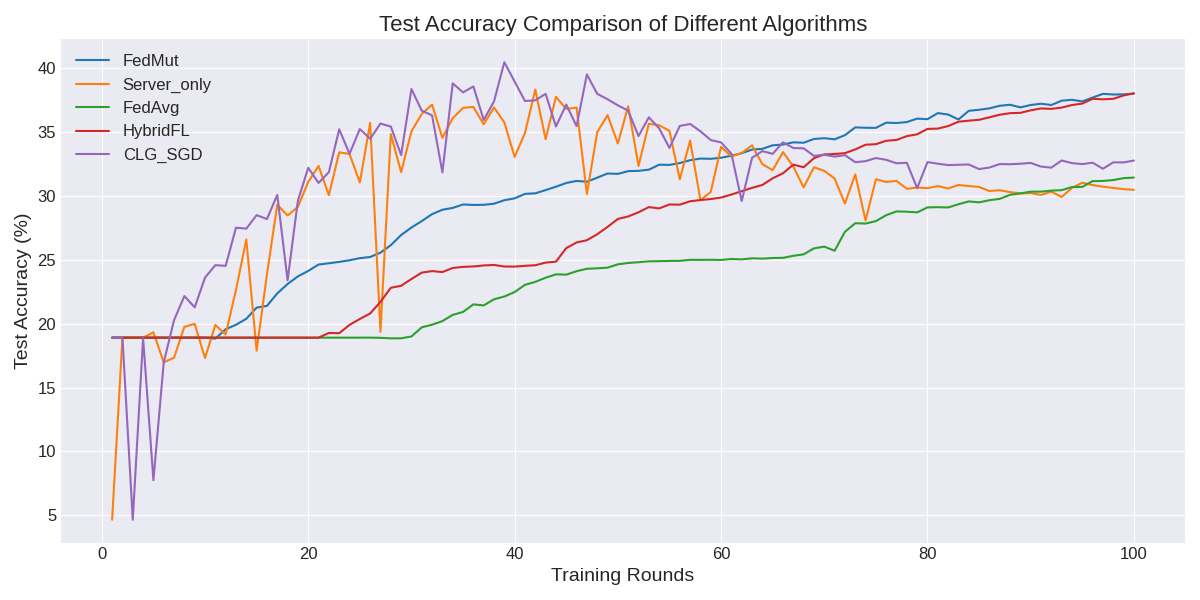 Test Accuracy Comparison of Different Algorithms
FedMut
Server_only
FedAvg
HybridFL
CLG_SGD
Test Accuracy (%)
40
35
30
25
20
15
10
5
0 20 40 60 80 100
Training Rounds